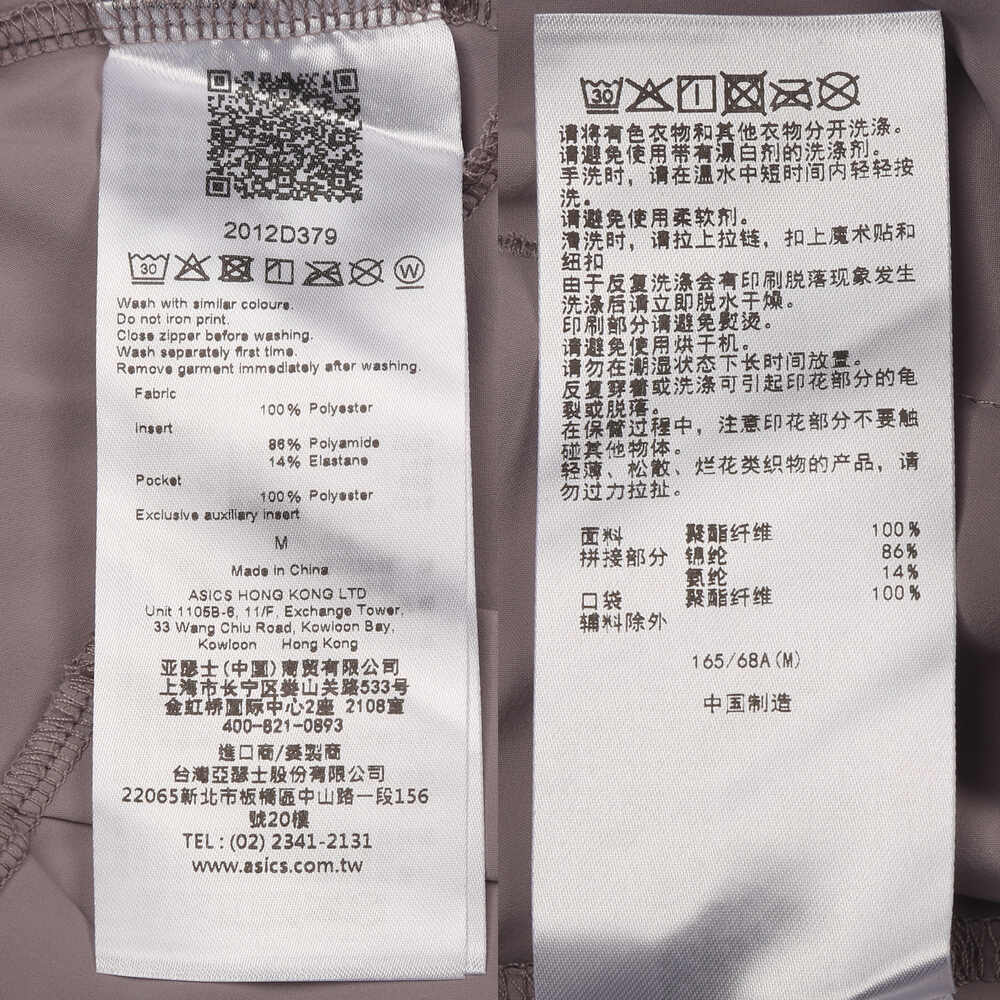 2012D379
30
W
Wash with similar colours.
Do not iron print.
Close zipper before washing.
Wash separately first time.
Remove garment immediately after washing.
Fabric
100% Polyester
insert
86% Polyamide
14% Elastane
Pocket
100% Polyester
Exclusive auxiliary insert
M
Made in China
ASICS HONG KONG LTD
Unit 1105B-6, 11/F, Exchange Tower,
33 Wang Chiu Road, Kowloon Bay,
Kowloon Hong Kong
亚瑟士(中国)商贸有限公司
上海市长宁区娄山关路533号
金虹桥国际中心2座 2108室
400-821-0893
進口商/委製商
台灣亞瑟士股份有限公司
22065新北市板橋區中山路一段156
號20樓
TEL:(02) 2341-2131
www.asics.com.tw
30
请将有色衣物和其他衣物分开洗涤。
请避免使用带有漂白剂的洗涤剂。
手洗时，请在温水中短时间内轻轻按
洗。
请避免使用柔软剂。
清洗时，请拉上拉链，扣上魔术贴和
纽扣
由于反复洗涤会有印刷脱落现象发生
洗涤后请立即脱水干燥。
印刷部分请避免熨烫。
请避免使用烘干机。
请勿在潮湿状态下长时间放置。
反复穿着或洗涤可引起印花部分的龟
裂或脱落。
在保管过程中，注意印花部分不要触
碰其他物体。
轻薄、松散、烂花类织物的产品，请
勿过力拉扯。
面料 聚酯纤维 100%
拼接部分 锦纶 86%
氨纶 14%
口袋 聚酯纤维 100%
辅料除外
165/68A(M)
中国制造